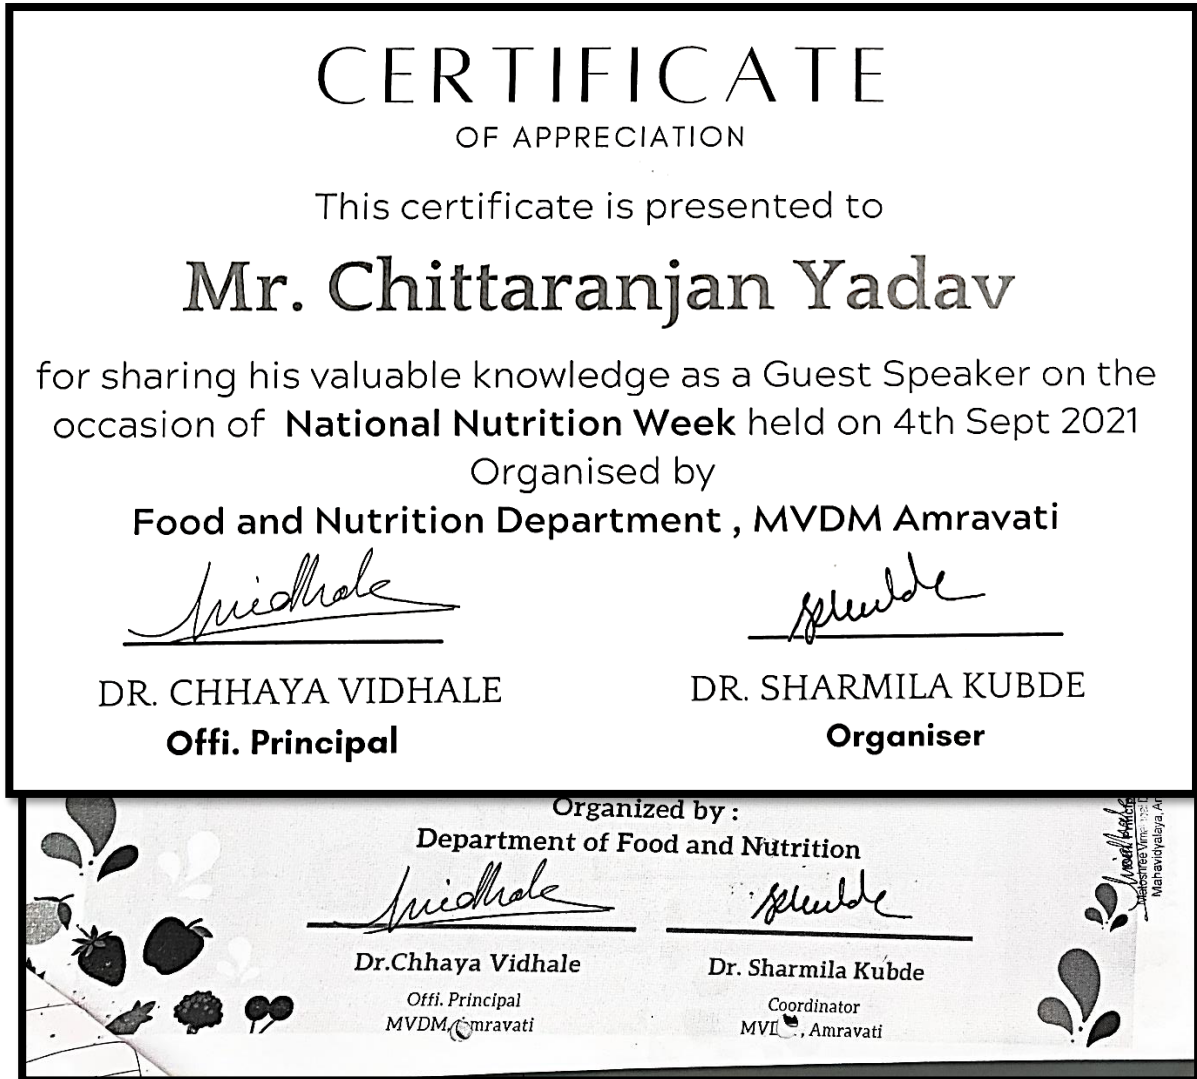 CERTIFICATE
OF APPRECIATION
This certificate is presented to
Mr. Chittaranjan Yadav
for sharing his valuable knowledge as a Guest Speaker on the
occasion of National Nutrition Week held on 4th Sept 2021
Organised by
Food and Nutrition Department , MVDM Amravati
DR. CHHAYA VIDHALE
Offi. Principal
DR. SHARMILA KUBDE
Organiser
Organized by :
Department of Food and Nutrition
Dr.Chhaya Vidhale
Offi. Principal
MVDM, Amravati
Dr. Sharmila Kubde
Coordinator
Amravati
Mahavidyalaya,